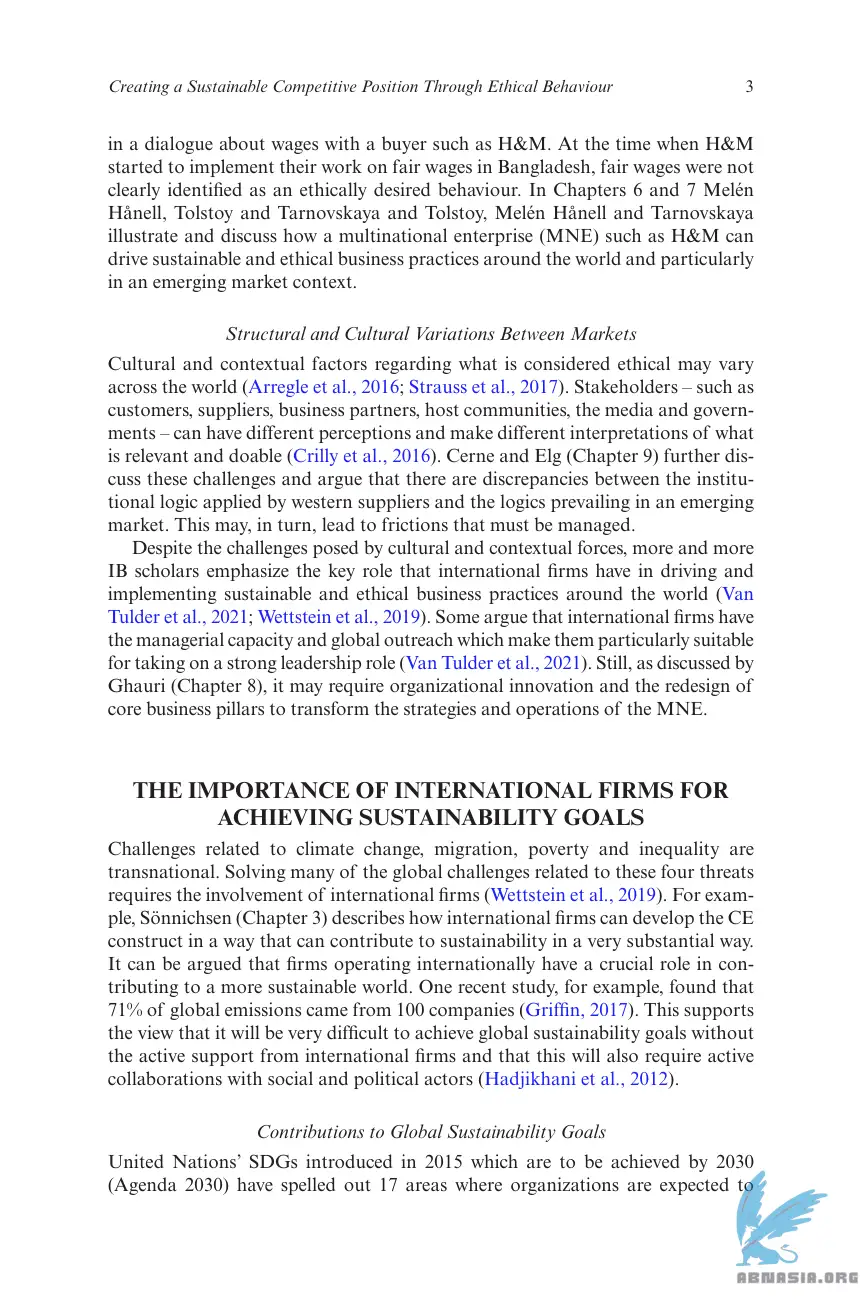 Creating a Sustainable Competitive Position Through Ethical Behaviour 3
in a dialogue about wages with a buyer such as H&M. At the time when H&M
started to implement their work on fair wages in Bangladesh, fair wages were not
clearly identified as an ethically desired behaviour. In Chapters 6 and 7 Melén
Hånell, Tolstoy and Tarnovskaya and Tolstoy, Melén Hånell and Tarnovskaya
illustrate and discuss how a multinational enterprise (MNE) such as H&M can
drive sustainable and ethical business practices around the world and particularly
in an emerging market context.
Structural and Cultural Variations Between Markets
Cultural and contextual factors regarding what is considered ethical may vary
across the world (Arregle et al., 2016; Strauss et al., 2017). Stakeholders – such as
customers, suppliers, business partners, host communities, the media and govern-
ments – can have different perceptions and make different interpretations of what
is relevant and doable (Crilly et al., 2016). Cerne and Elg (Chapter 9) further dis-
cuss these challenges and argue that there are discrepancies between the institu-
tional logic applied by western suppliers and the logics prevailing in an emerging
market. This may, in turn, lead to frictions that must be managed.
Despite the challenges posed by cultural and contextual forces, more and more
IB scholars emphasize the key role that international firms have in driving and
implementing sustainable and ethical business practices around the world (Van
Tulder et al., 2021; Wettstein et al., 2019). Some argue that international firms have
the managerial capacity and global outreach which make them particularly suitable
for taking on a strong leadership role (Van Tulder et al., 2021). Still, as discussed by
Ghauri (Chapter 8), it may require organizational innovation and the redesign of
core business pillars to transform the strategies and operations of the MNE.
THE IMPORTANCE OF INTERNATIONAL FIRMS FOR
ACHIEVING SUSTAINABILITY GOALS
Challenges related to climate change, migration, poverty and inequality are
transnational. Solving many of the global challenges related to these four threats
requires the involvement of international firms (Wettstein et al., 2019). For exam-
ple, Sönnichsen (Chapter 3) describes how international firms can develop the CE
construct in a way that can contribute to sustainability in a very substantial way.
It can be argued that firms operating internationally have a crucial role in con-
tributing to a more sustainable world. One recent study, for example, found that
71% of global emissions came from 100 companies (Griffin, 2017). This supports
the view that it will be very difficult to achieve global sustainability goals without
the active support from international firms and that this will also require active
collaborations with social and political actors (Hadjikhani et al., 2012).
Contributions to Global Sustainability Goals
United Nations’ SDGs introduced in 2015 which are to be achieved by 2030
(Agenda 2030) have spelled out 17 areas where organizations are expected to
ABNASIA.ORG